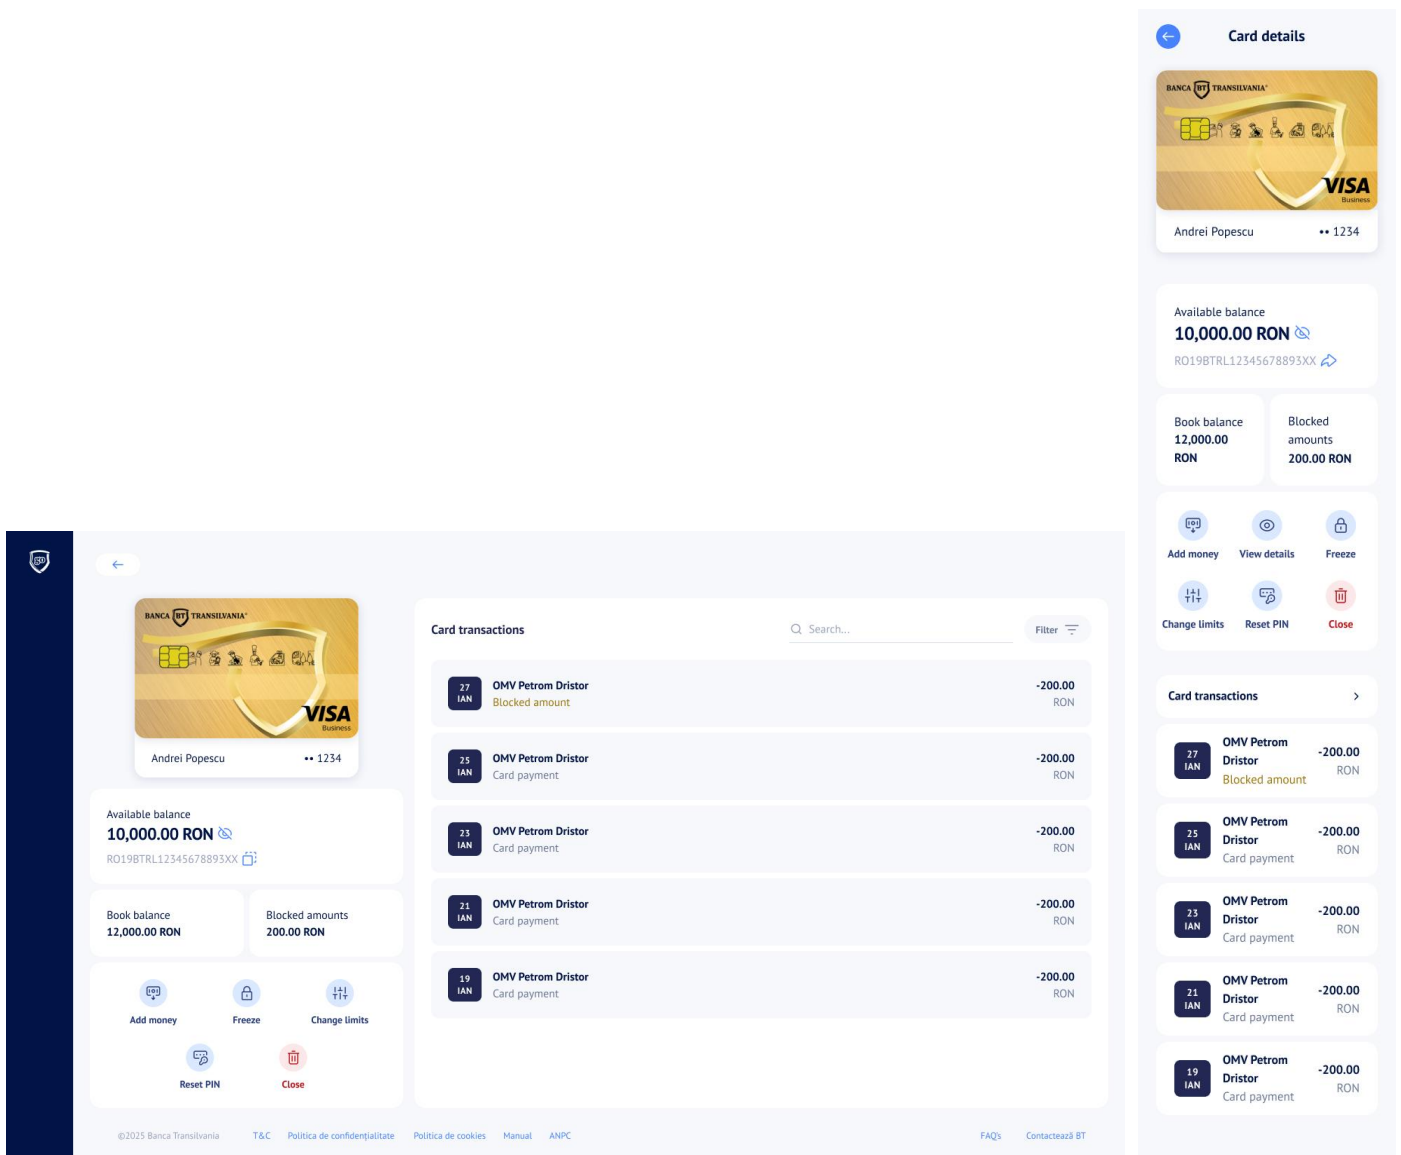 BANCA BT TRANSILVANIA®
VISA
Business
Andrei Popescu
•• 1234
Available balance
10,000.00 RON
RO19BTRL12345678893XX
Book balance
12,000.00 RON
Blocked amounts
200.00 RON
Add money
Freeze
Change limits
Reset PIN
Close
Card transactions
Search...
Filter
27
IAN
OMV Petrom Dristor
Blocked amount
-200.00
RON
25
IAN
OMV Petrom Dristor
Card payment
-200.00
RON
23
IAN
OMV Petrom Dristor
Card payment
-200.00
RON
21
IAN
OMV Petrom Dristor
Card payment
-200.00
RON
19
IAN
OMV Petrom Dristor
Card payment
-200.00
RON
©2025 Banca Transilvania
T&C
Politica de confidențialitate
Politica de cookies
Manual
ANPC
FAQ's
Contactează BT
Card details
BANCA BT TRANSILVANIA®
VISA
Business
Andrei Popescu
•• 1234
Available balance
10,000.00 RON
RO19BTRL12345678893XX
Book balance
12,000.00
RON
Blocked
amounts
200.00 RON
Add money
View details
Freeze
Change limits
Reset PIN
Close
Card transactions
27
IAN
OMV Petrom
Dristor
Blocked amount
-200.00
RON
25
IAN
OMV Petrom
Dristor
Card payment
-200.00
RON
23
IAN
OMV Petrom
Dristor
Card payment
-200.00
RON
21
IAN
OMV Petrom
Dristor
Card payment
-200.00
RON
19
IAN
OMV Petrom
Dristor
Card payment
-200.00
RON